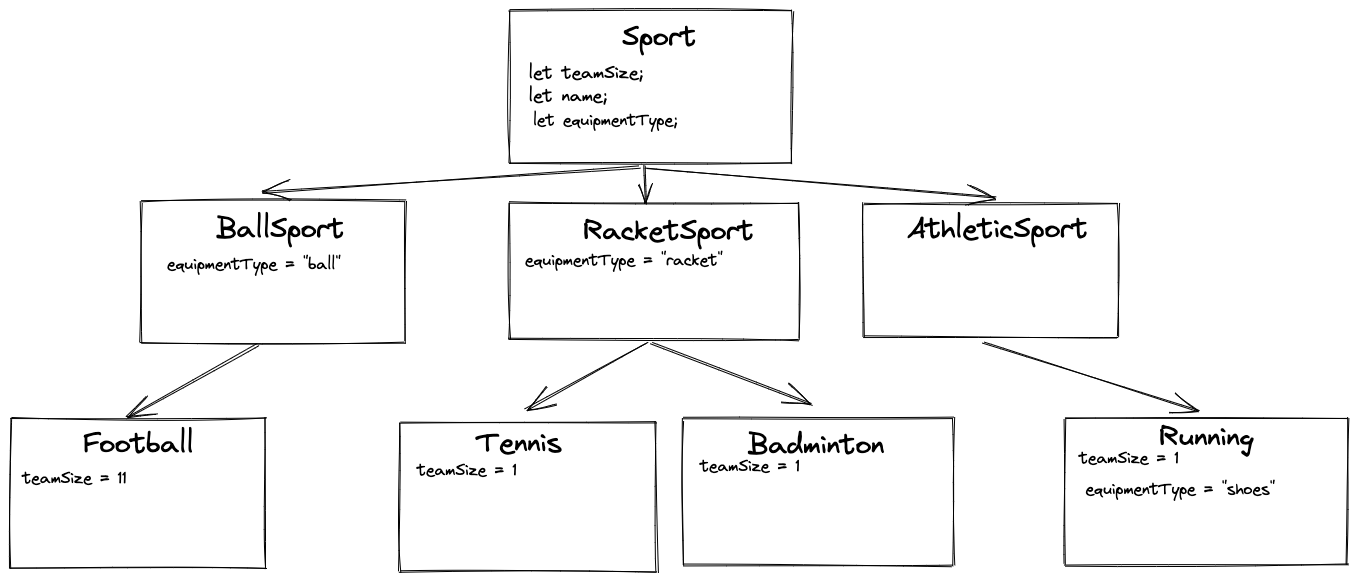 Sport
let teamSize;
let name;
let equipmentType;
BallSport
equipmentType = "ball"
RacketSport
equipmentType = "racket"
AthleticSport
Football
teamSize = 11
Tennis
teamSize = 1
Badminton
teamSize = 1
Running
teamSize = 1
equipmentType = "shoes"